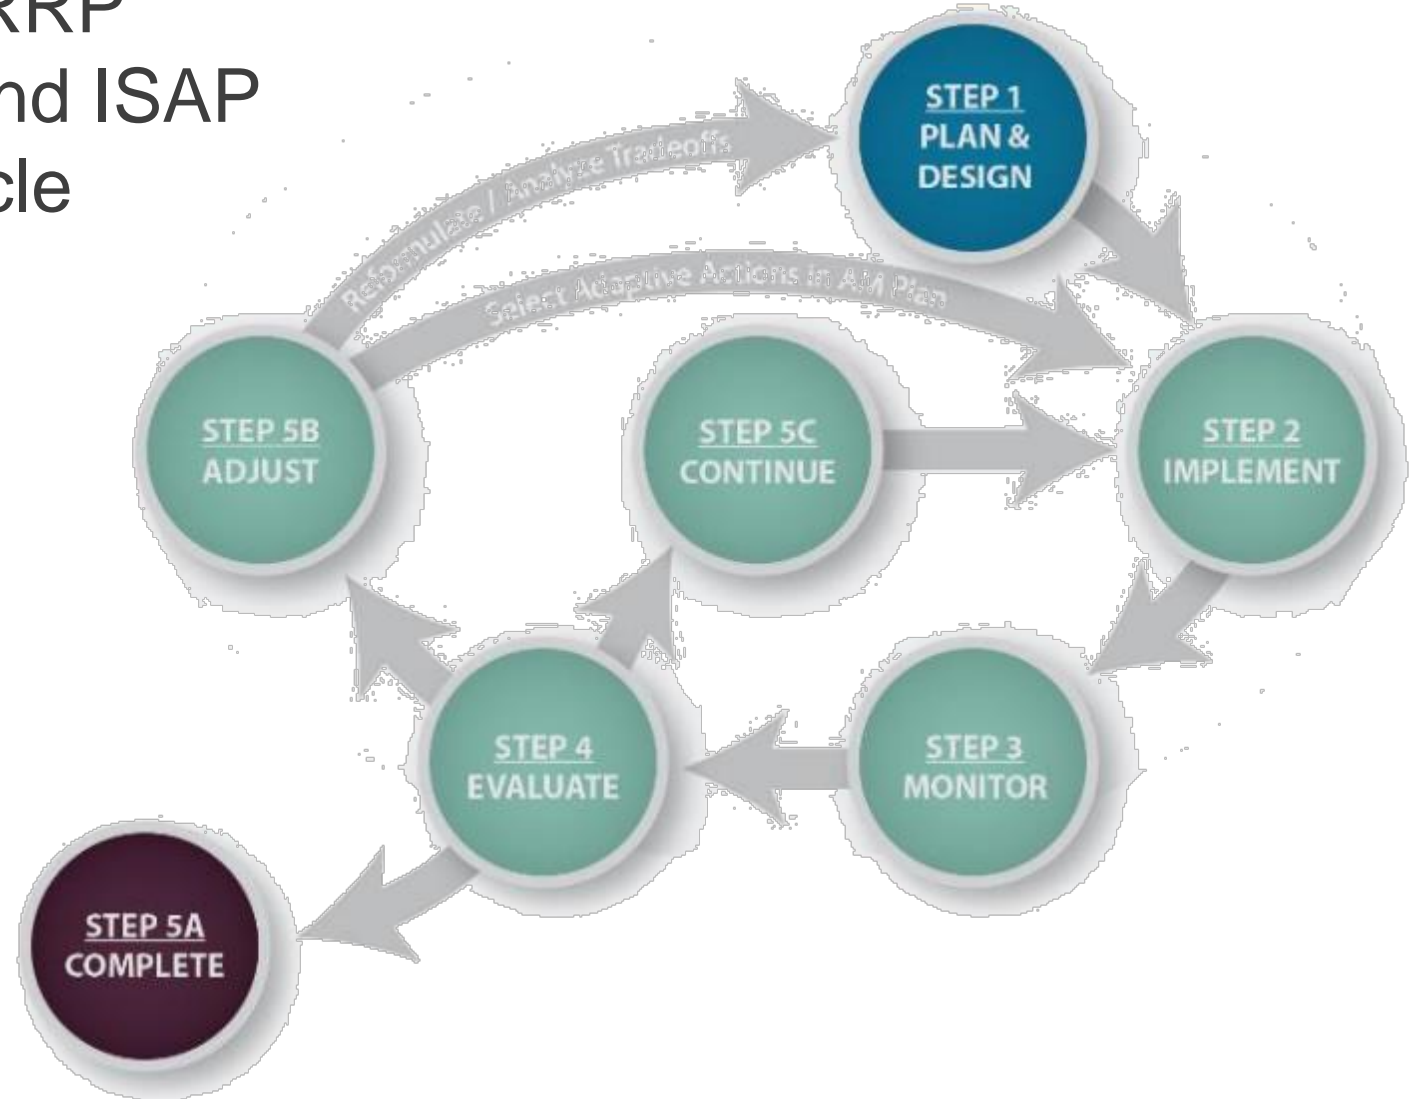 RRP
nd ISAP
cle
STEP 1
PLAN &
DESIGN
Reformulate / Analyze Tradeoffs
Select Adaptive Actions in AM Plan
STEP 5B
ADJUST
STEP 5C
CONTINUE
STEP 2
IMPLEMENT
STEP 4
EVALUATE
STEP 3
MONITOR
STEP 5A
COMPLETE